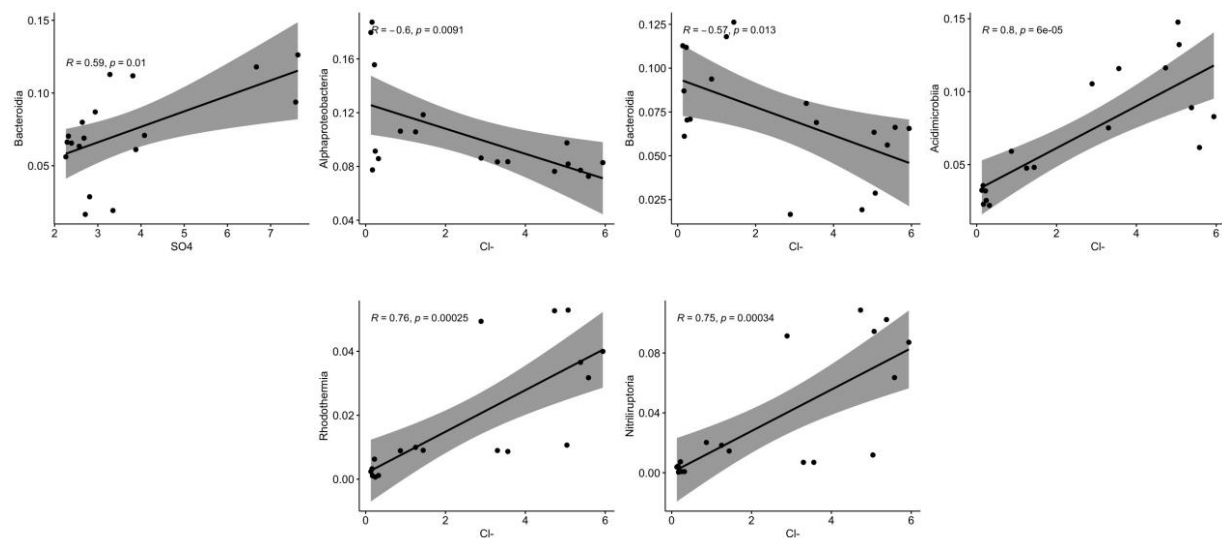 R = 0.59, p = 0.01
Bacteroidia
0.15
0.10
0.05
2 3 4 5 6 7
SO4
R = −0.6, p = 0.0091
Alphaproteobacteria
0.16
0.12
0.08
0.04
0 2 4 6
Cl-
R = −0.57, p = 0.013
Bacteroidia
0.125
0.100
0.075
0.050
0.025
0 2 4 6
Cl-
R = 0.8, p = 6e-05
Acidimicrobiia
0.15
0.10
0.05
0 2 4 6
Cl-
R = 0.76, p = 0.00025
Rhodothermia
0.04
0.02
0.00
0 2 4 6
Cl-
R = 0.75, p = 0.00034
Nitriliruptoria
0.08
0.04
0.00
0 2 4 6
Cl-